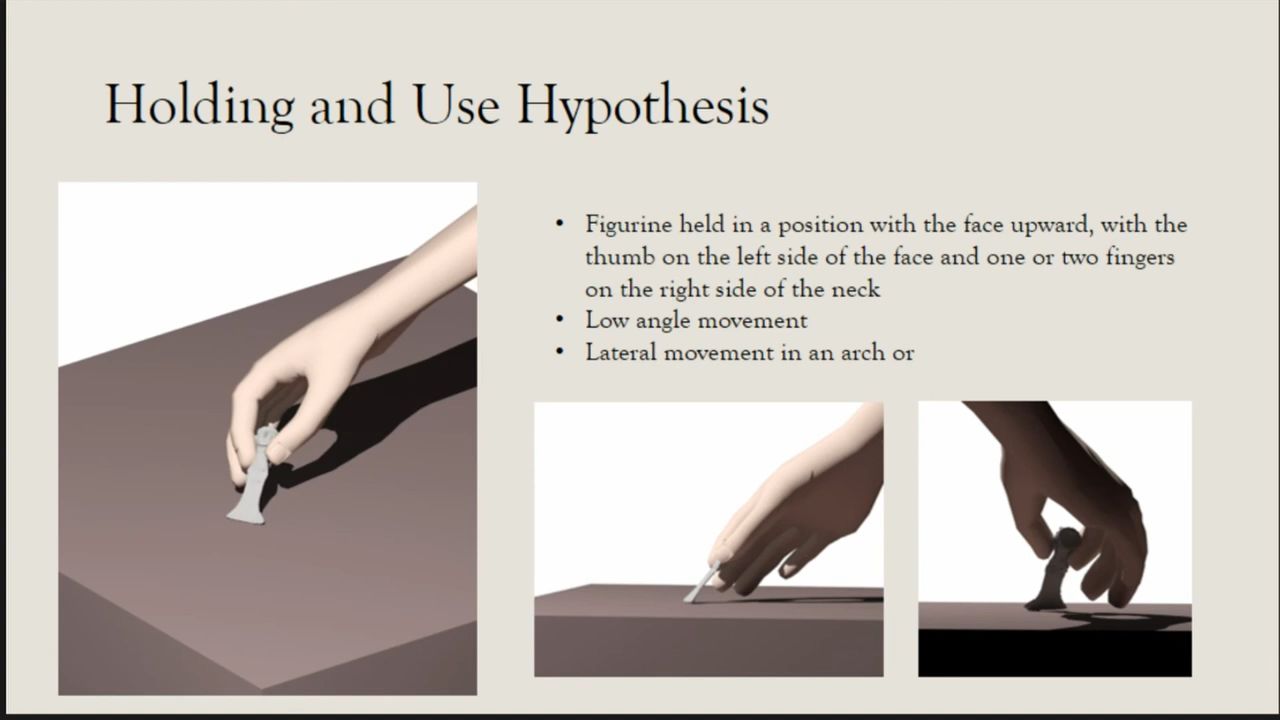 Holding and Use Hypothesis
• Figurine held in a position with the face upward, with the
thumb on the left side of the face and one or two fingers
on the right side of the neck
• Low angle movement
• Lateral movement in an arch or